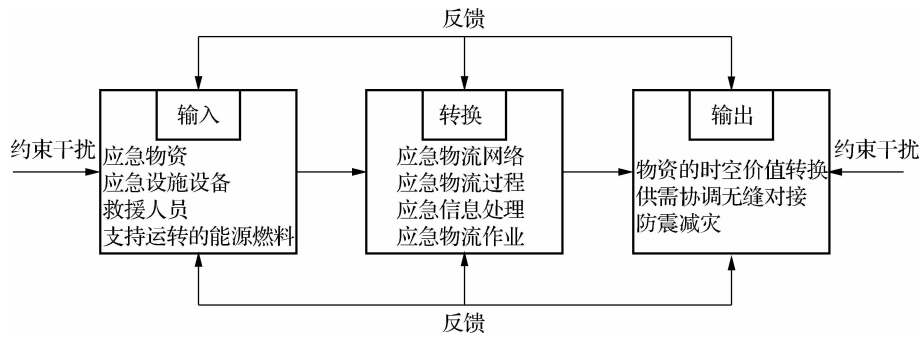 反馈
输入
转换
输出
约束干扰
应急物资
应急设施设备
救援人员
支持运转的能源燃料
应急物流网络
应急物流过程
应急信息处理
应急物流作业
物资的时空价值转换
供需协调无缝对接
防震减灾
约束干扰
反馈